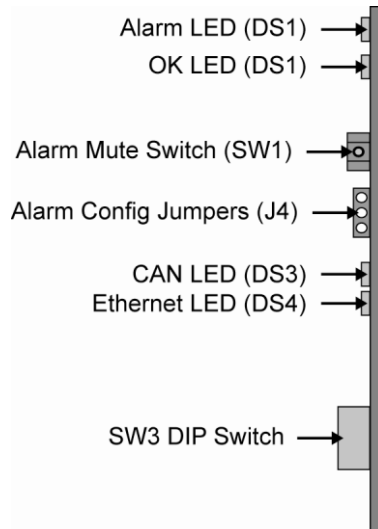 Alarm LED (DS1)
OK LED (DS1)
Alarm Mute Switch (SW1)
Alarm Config Jumpers (J4)
CAN LED (DS3)
Ethernet LED (DS4)
SW3 DIP Switch